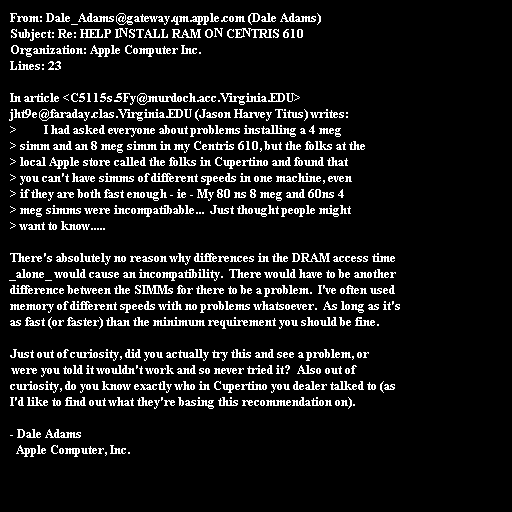 From: Dale_Adams@gateway.qm.apple.com (Dale Adams)
Subject: Re: HELP INSTALL RAM ON CENTRIS 610
Organization: Apple Computer Inc.
Lines: 23

In article <C5115s.5Fy@murdoch.acc.Virginia.EDU>
jht9e@faraday.clas.Virginia.EDU (Jason Harvey Titus) writes:
>        I had asked everyone about problems installing a 4 meg
> simm and an 8 meg simm in my Centris 610, but the folks at the
> local Apple store called the folks in Cupertino and found that
> you can't have simms of different speeds in one machine, even
> if they are both fast enough - ie - My 80 ns 8 meg and 60ns 4
> meg simms were incompatibable...  Just thought people might
> want to know.....

There's absolutely no reason why differences in the DRAM access time
_alone_ would cause an incompatibility.  There would have to be another
difference between the SIMMs for there to be a problem.  I've often used
memory of different speeds with no problems whatsoever.  As long as it's
as fast (or faster) than the minimum requirement you should be fine.

Just out of curiosity, did you actually try this and see a problem, or
were you told it wouldn't work and so never tried it?  Also out of
curiosity, do you know exactly who in Cupertino you dealer talked to (as
I'd like to find out what they're basing this recommendation on).

- Dale Adams
  Apple Computer, Inc.